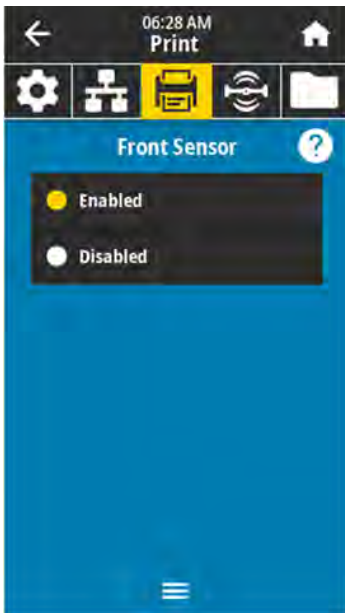 06:28 AM
Print
Front Sensor
?
Enabled
Disabled